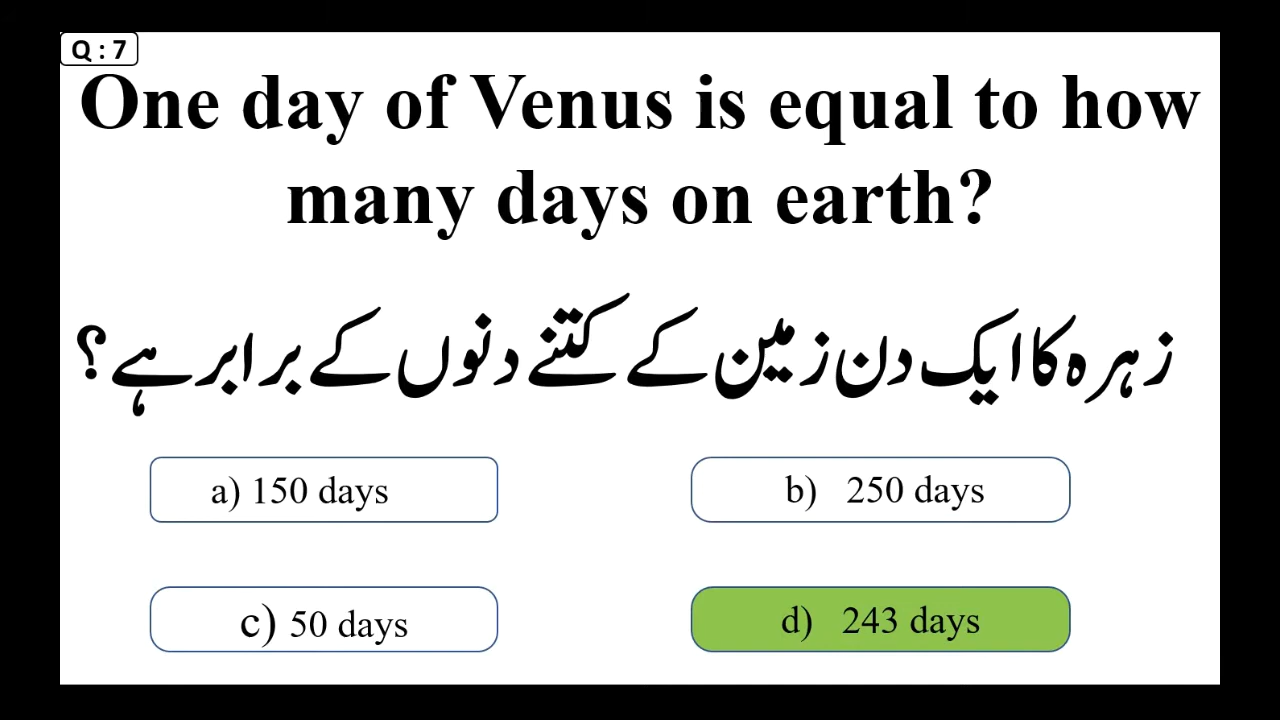 Q : 7
One day of Venus is equal to how
many days on earth?
زہرہ کا ایک دن زمین کے کتنے دنوں کے برابر ہے؟
a) 150 days
b) 250 days
c) 50 days
d) 243 days